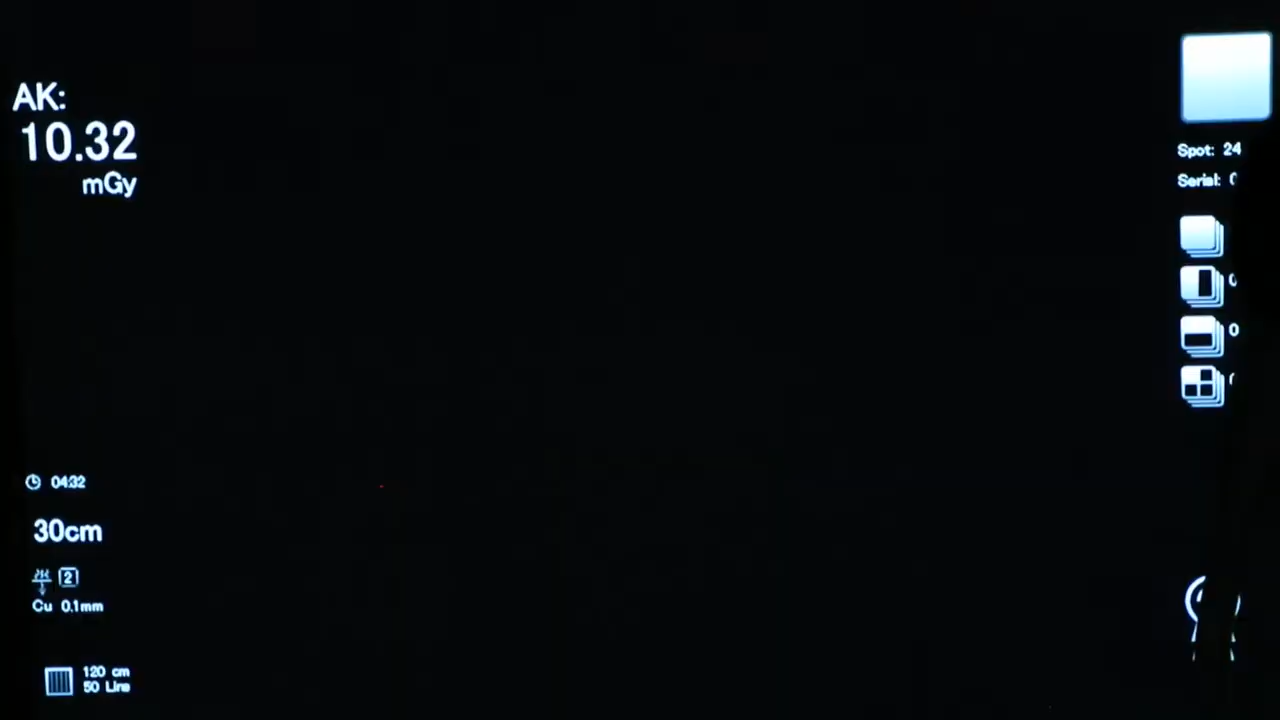 AK:
10.32
mGy
Spot: 24
Serial: 0
0
0
04:32
30cm
2
Cu 0.1mm
120 cm
50 Line